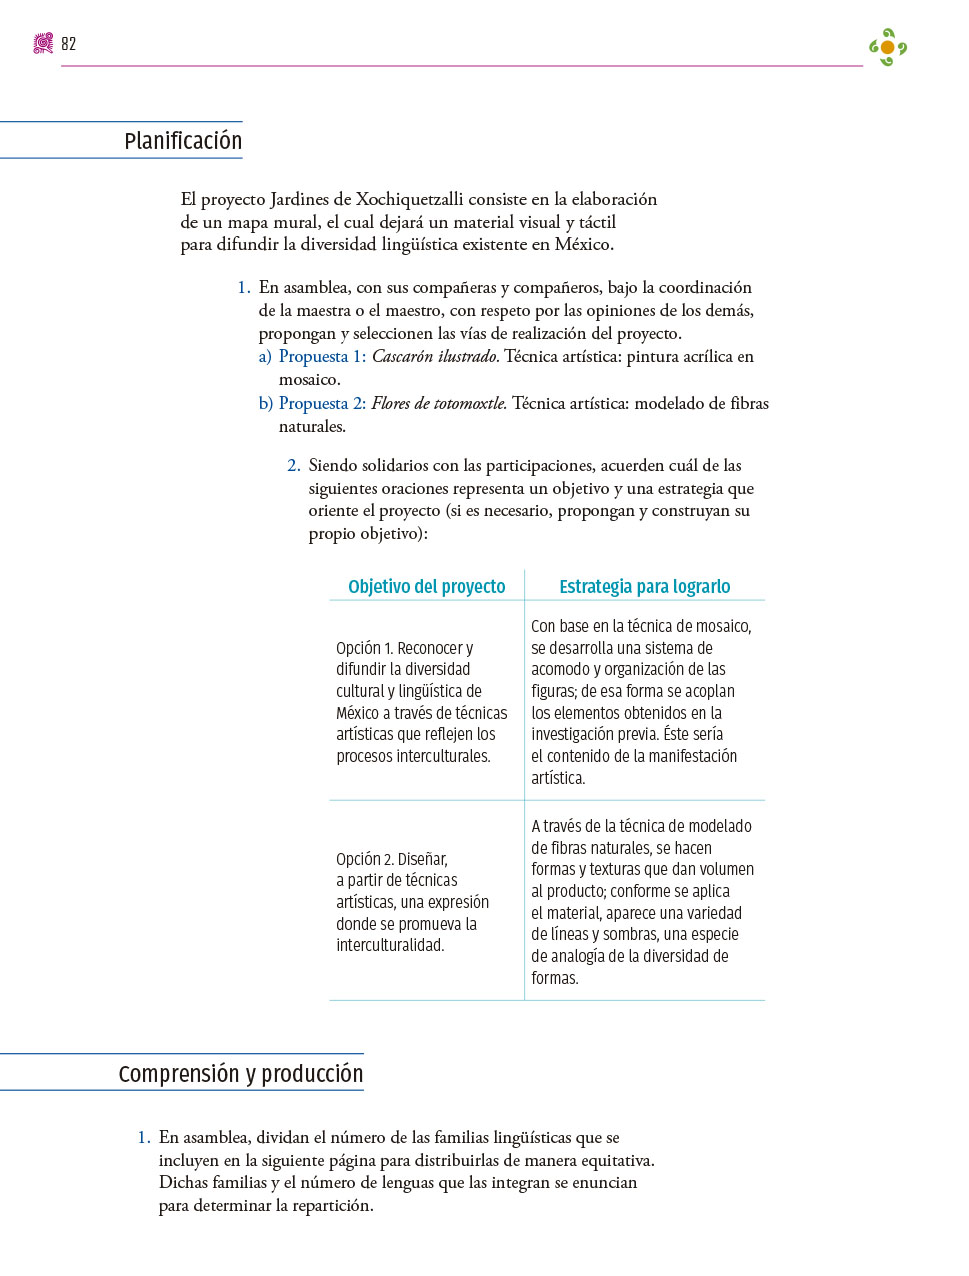 82
Planificación
El proyecto Jardines de Xochiquetzalli consiste en la elaboración
de un mapa mural, el cual dejará un material visual y táctil
para difundir la diversidad lingüística existente en México.
1. En asamblea, con sus compañeras y compañeros, bajo la coordinación
de la maestra o el maestro, con respeto por las opiniones de los demás,
propongan y seleccionen las vías de realización del proyecto.
a) Propuesta 1: Cascarón ilustrado. Técnica artística: pintura acrílica en
mosaico.
b) Propuesta 2: Flores de totomoxtle. Técnica artística: modelado de fibras
naturales.
2. Siendo solidarios con las participaciones, acuerden cuál de las
siguientes oraciones representa un objetivo y una estrategia que
oriente el proyecto (si es necesario, propongan y construyan su
propio objetivo):
Objetivo del proyecto
Estrategia para lograrlo
Opción 1. Reconocer y
difundir la diversidad
cultural y lingüística de
México a través de técnicas
artísticas que reflejen los
procesos interculturales.
Con base en la técnica de mosaico,
se desarrolla una sistema de
acomodo y organización de las
figuras; de esa forma se acoplan
los elementos obtenidos en la
investigación previa. Éste sería
el contenido de la manifestación
artística.
Opción 2. Diseñar,
a partir de técnicas
artísticas, una expresión
donde se promueva la
interculturalidad.
A través de la técnica de modelado
de fibras naturales, se hacen
formas y texturas que dan volumen
al producto; conforme se aplica
el material, aparece una variedad
de líneas y sombras, una especie
de analogía de la diversidad de
formas.
Comprensión y producción
1. En asamblea, dividan el número de las familias lingüísticas que se
incluyen en la siguiente página para distribuirlas de manera equitativa.
Dichas familias y el número de lenguas que las integran se enuncian
para determinar la repartición.